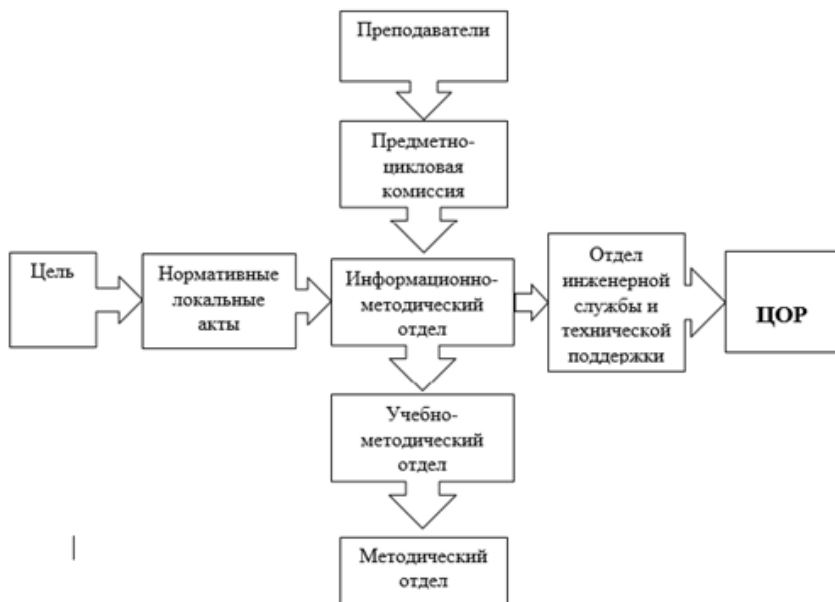 Преподаватели
Предметно-
цикловая
комиссия
Цель
Нормативные
локальные
акты
Информационно-
методический
отдел
Отдел
инженерной
службы и
технической
поддержки
ЦОР
Учебно-
методический
отдел
Методический
отдел